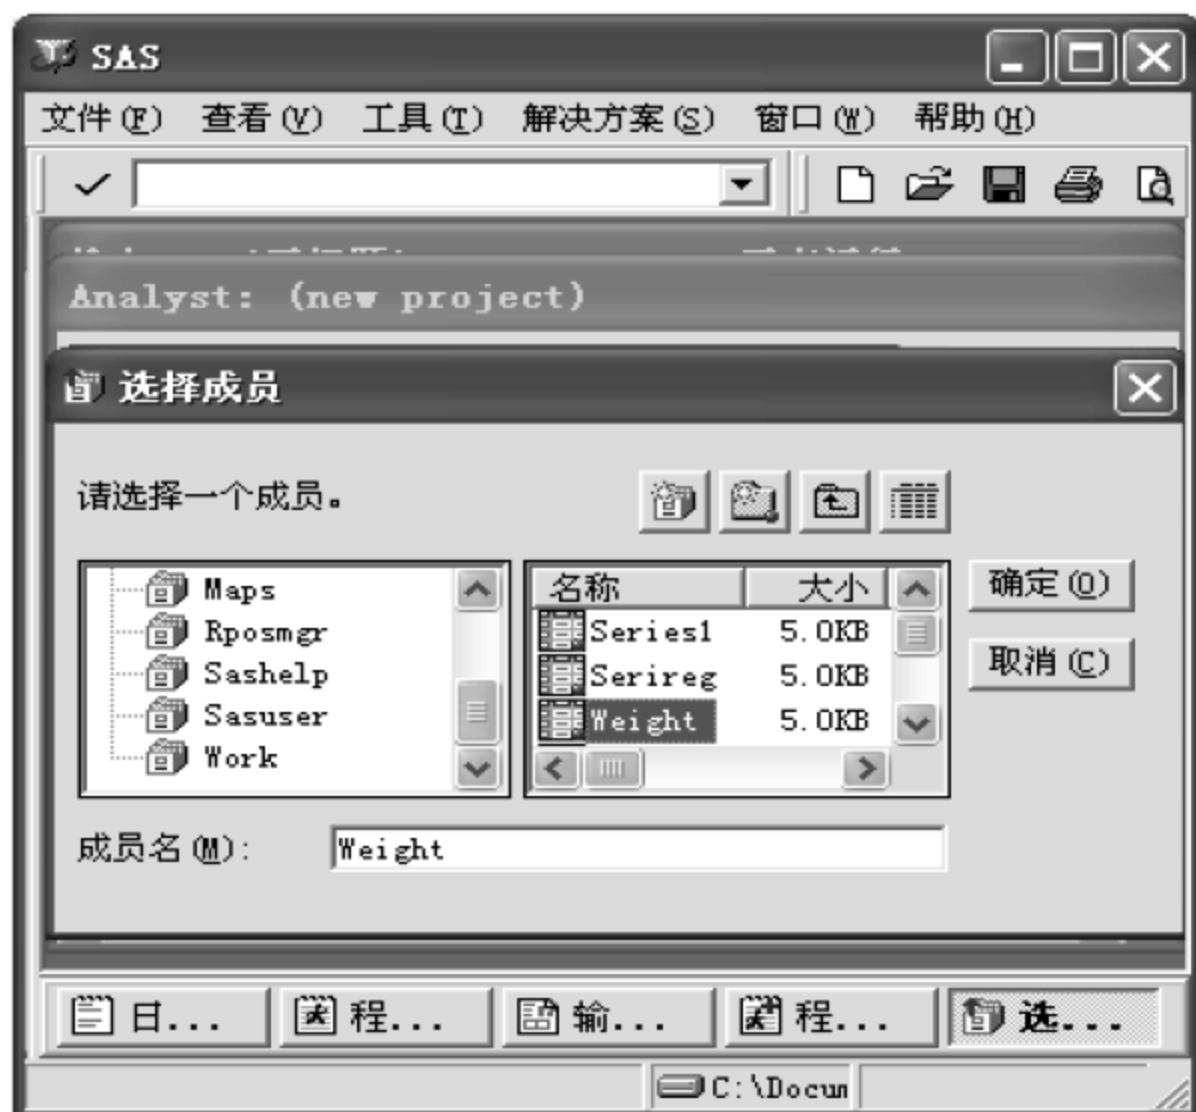 SAS
文件(F) 查看(V) 工具(T) 解决方案(S) 窗口(W) 帮助(H)
Analyst: (new project)
选择成员
请选择一个成员。
Maps
Rposmgr
Sashelp
Sasuser
Work
名称 大小
Series1 5.0KB
Serireg 5.0KB
Weight 5.0KB
确定(O)
取消(C)
成员名(M): Weight
日... 程... 输... 程... 选...
C:\Docum